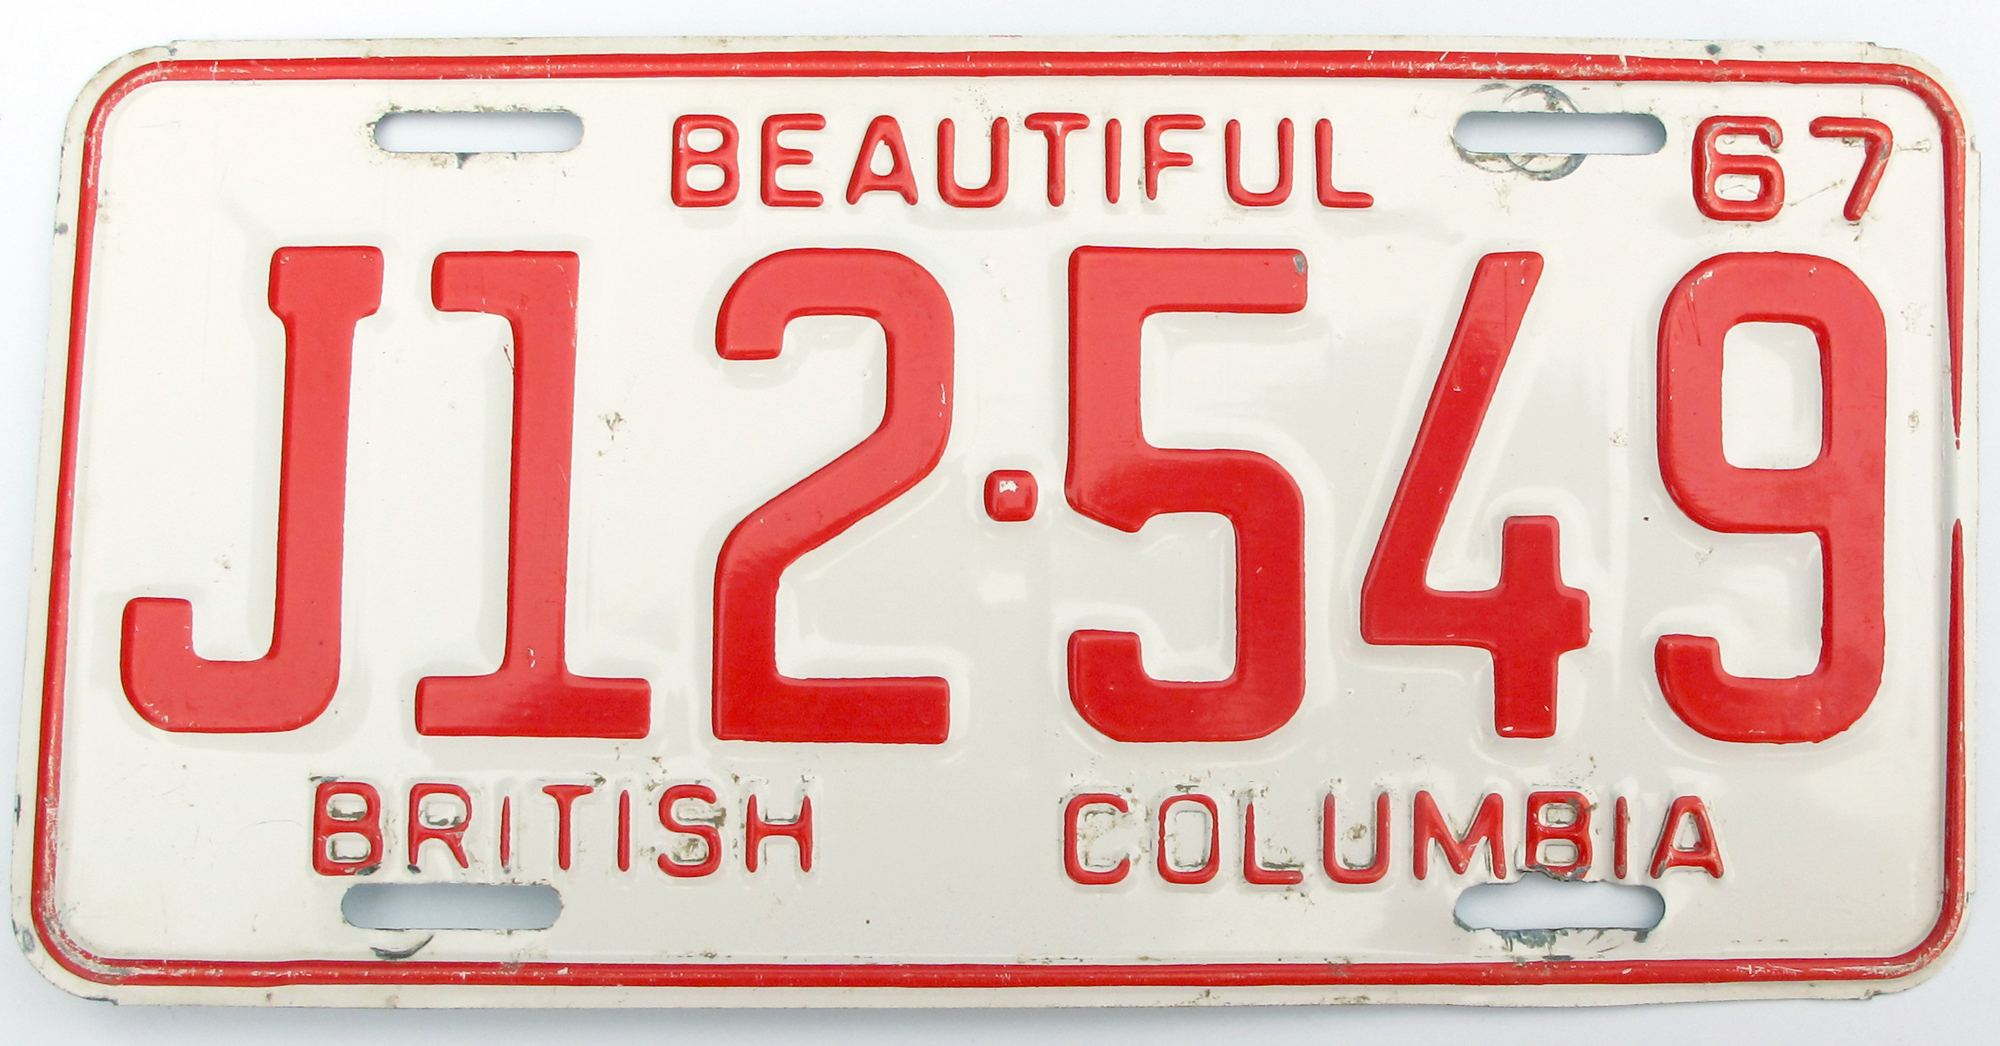 BEAUTIFUL 67
J12·549
BRITISH COLUMBIA